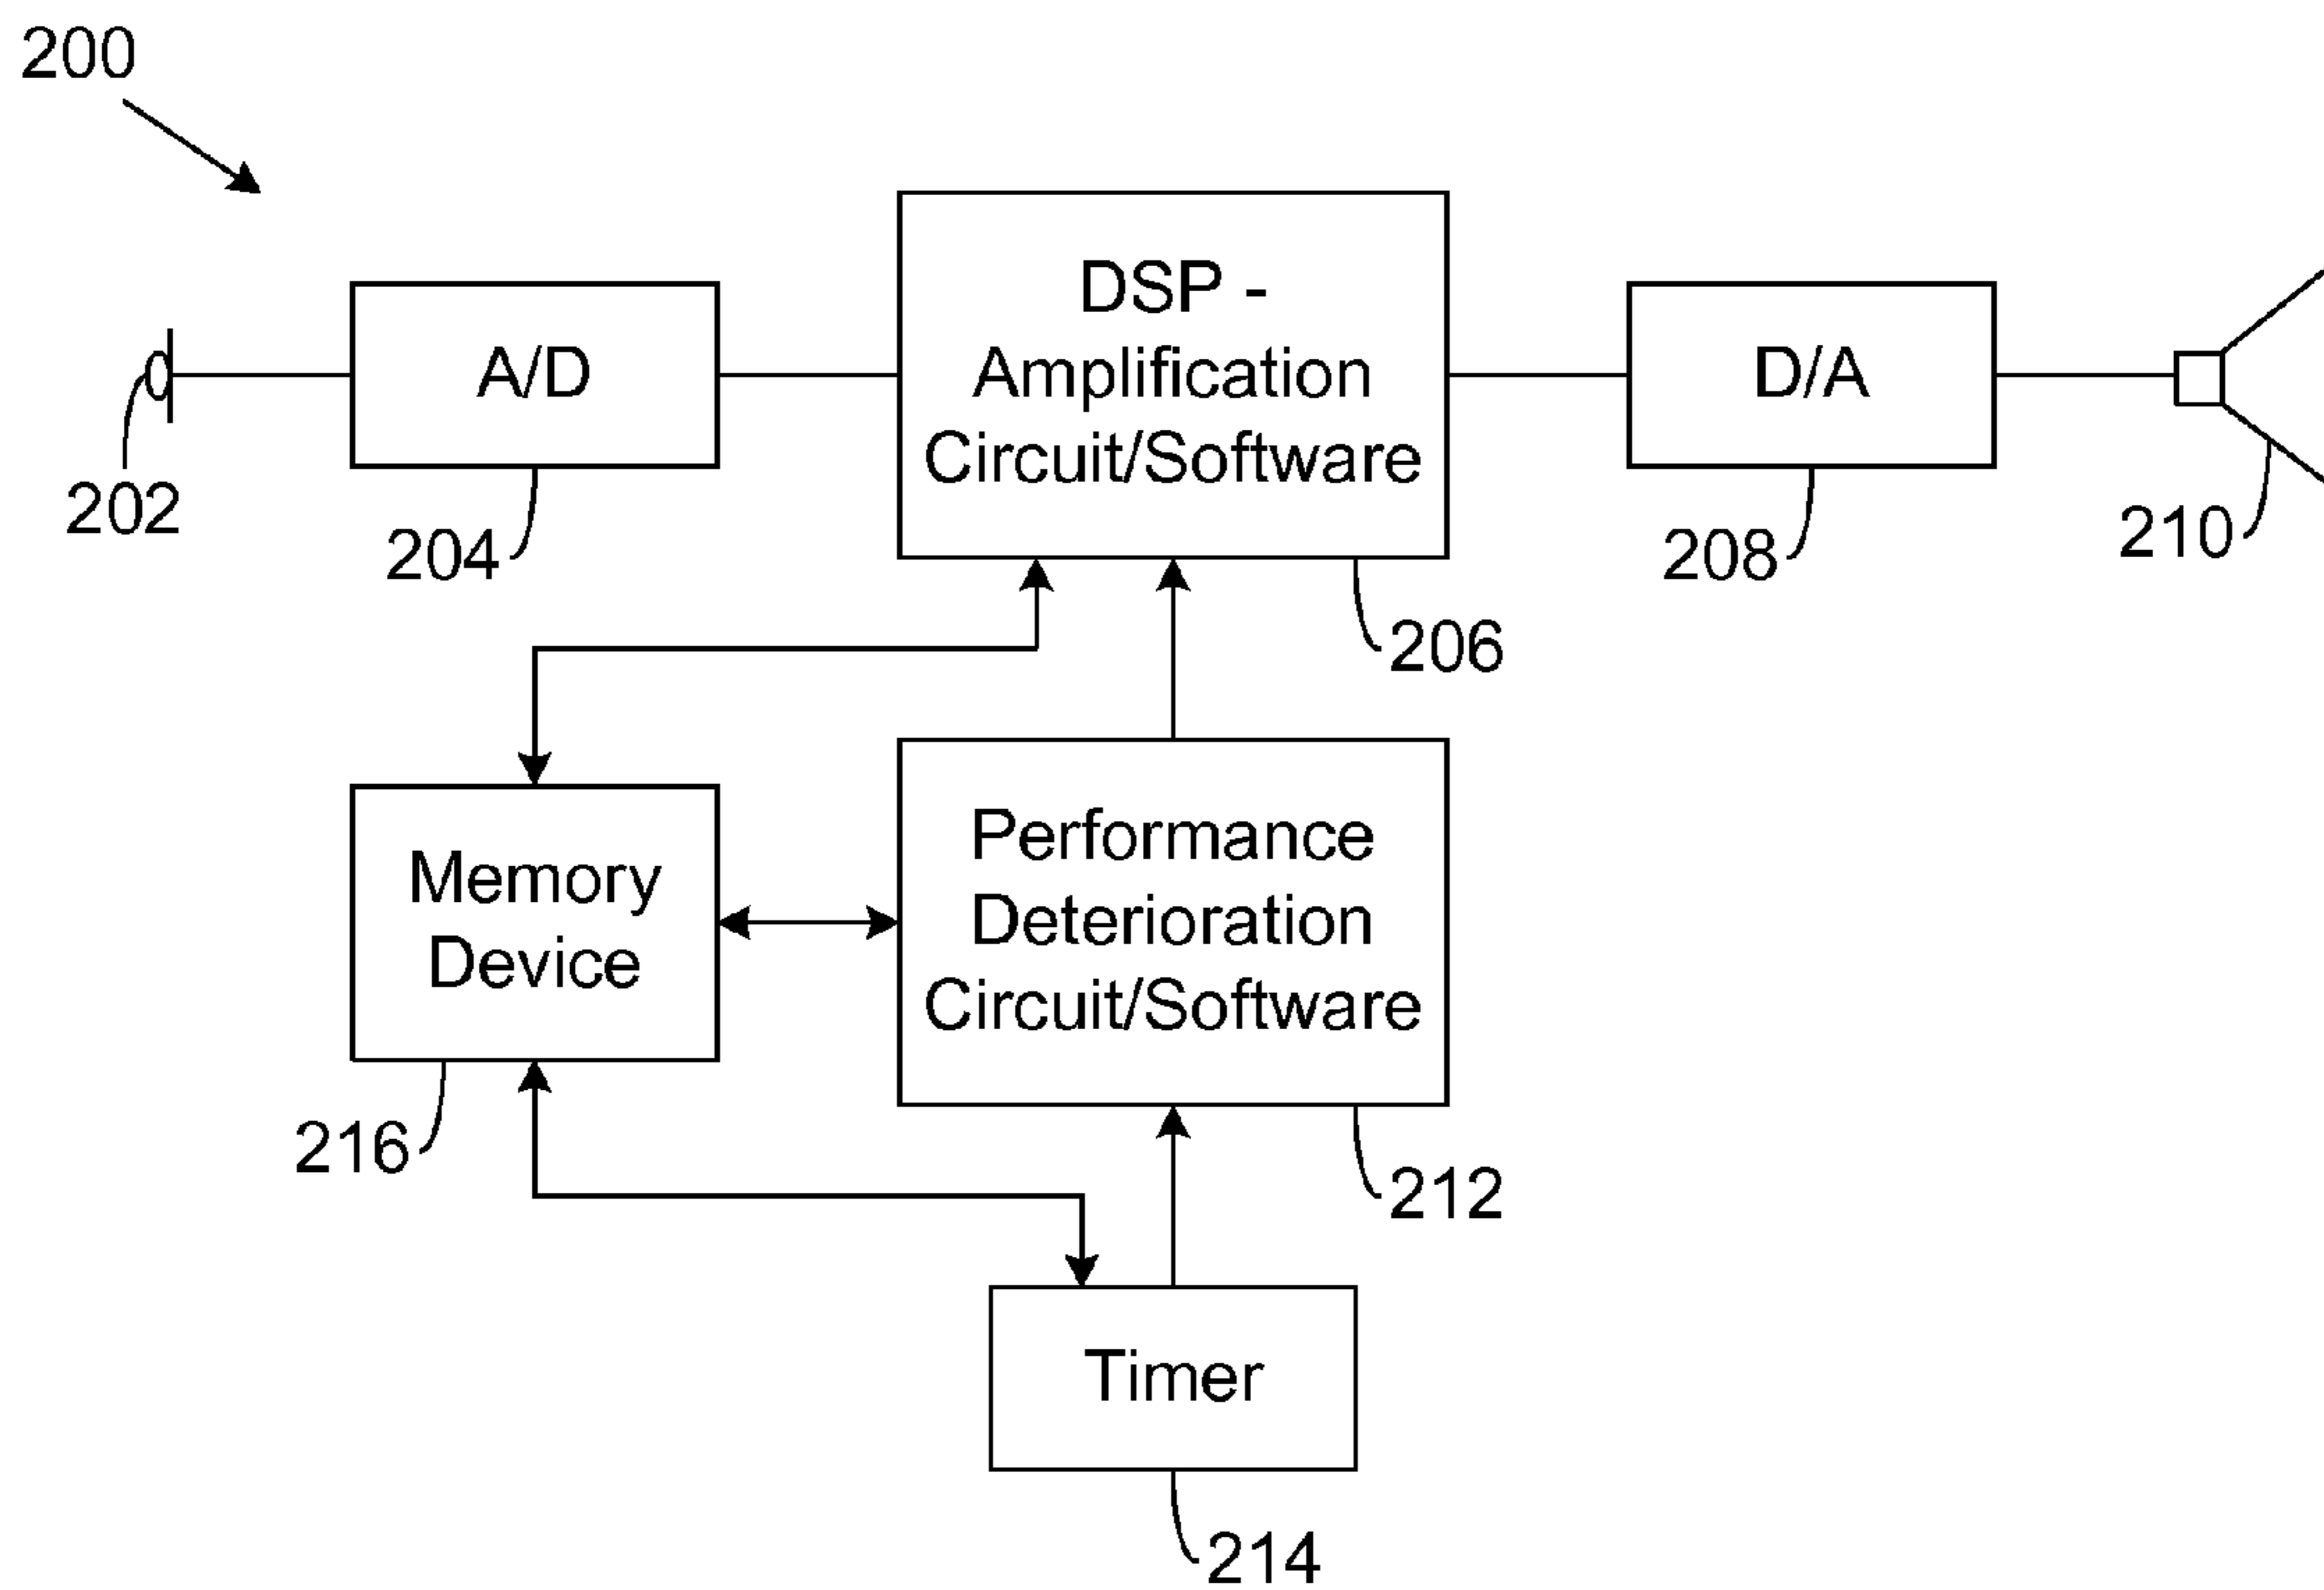 200
DSP -
Amplification
Circuit/Software
A/D
D/A
202
204
206
208
210
Memory
Device
Performance
Deterioration
Circuit/Software
216
212
Timer
214